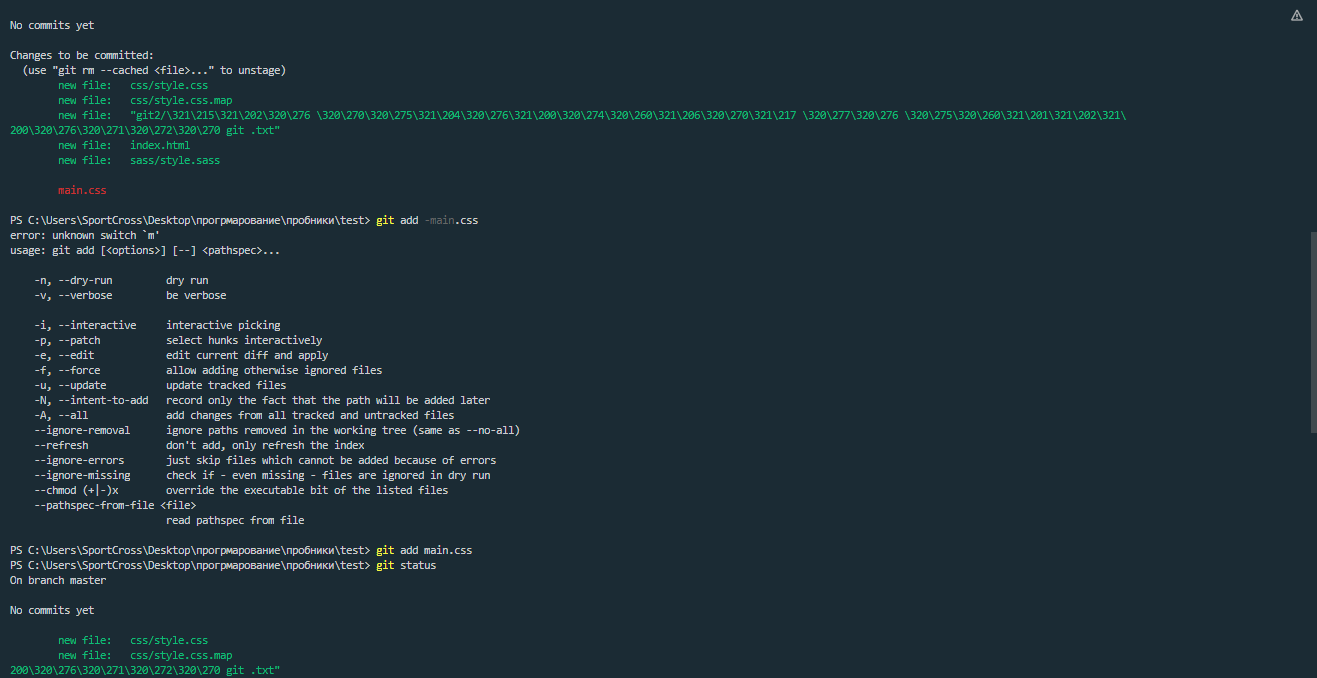 No commits yet
Changes to be committed:
(use "git rm --cached <file>..." to unstage)
new file: css/style.css
new file: css/style.css.map
new file: "git2/\321\215\321\202\320\276 \320\270\320\275\321\204\320\276\321\200\320\274\320\260\321\206\320\270\321\217 \320\277\320\276 \320\275\320\260\321\201\321\202\321\
200\320\276\320\271\320\272\320\270 git .txt"
new file: index.html
new file: sass/style.sass
main.css
PS C:\Users\SportCross\Desktop\прогрмарование\пробники\test> git add -main.css
error: unknown switch `m'
usage: git add [<options>] [--] <pathspec>...
-n, --dry-run dry run
-v, --verbose be verbose
-i, --interactive interactive picking
-p, --patch select hunks interactively
-e, --edit edit current diff and apply
-f, --force allow adding otherwise ignored files
-u, --update update tracked files
-N, --intent-to-add record only the fact that the path will be added later
-A, --all add changes from all tracked and untracked files
--ignore-removal ignore paths removed in the working tree (same as --no-all)
--refresh don't add, only refresh the index
--ignore-errors just skip files which cannot be added because of errors
--ignore-missing check if - even missing - files are ignored in dry run
--chmod (+|-)x override the executable bit of the listed files
--pathspec-from-file <file>
read pathspec from file
PS C:\Users\SportCross\Desktop\прогрмарование\пробники\test> git add main.css
PS C:\Users\SportCross\Desktop\прогрмарование\пробники\test> git status
On branch master
No commits yet
new file: css/style.css
new file: css/style.css.map
200\320\276\320\271\320\272\320\270 git .txt"